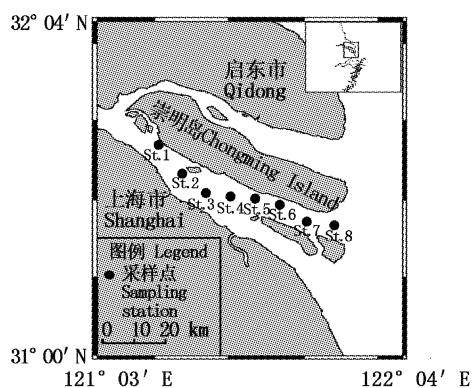 32° 04′ N
启东市
Qidong
崇明岛Chongming Island
St.1
St.2
St.3
St.4
St.5
St.6
St.7
St.8
上海市
Shanghai
图例 Legend
采样点
Sampling
station
0 10 20 km
31° 00′ N
121° 03′ E
122° 04′ E